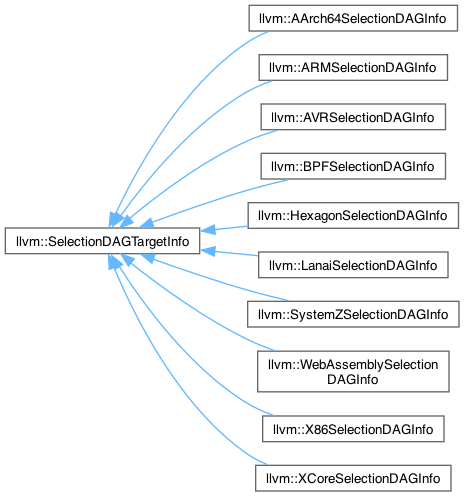 llvm::AArch64SelectionDAGInfo
llvm::ARMSelectionDAGInfo
llvm::AVRSelectionDAGInfo
llvm::BPFSelectionDAGInfo
llvm::HexagonSelectionDAGInfo
llvm::SelectionDAGTargetInfo
llvm::LanaiSelectionDAGInfo
llvm::SystemZSelectionDAGInfo
llvm::WebAssemblySelection
DAGInfo
llvm::X86SelectionDAGInfo
llvm::XCoreSelectionDAGInfo